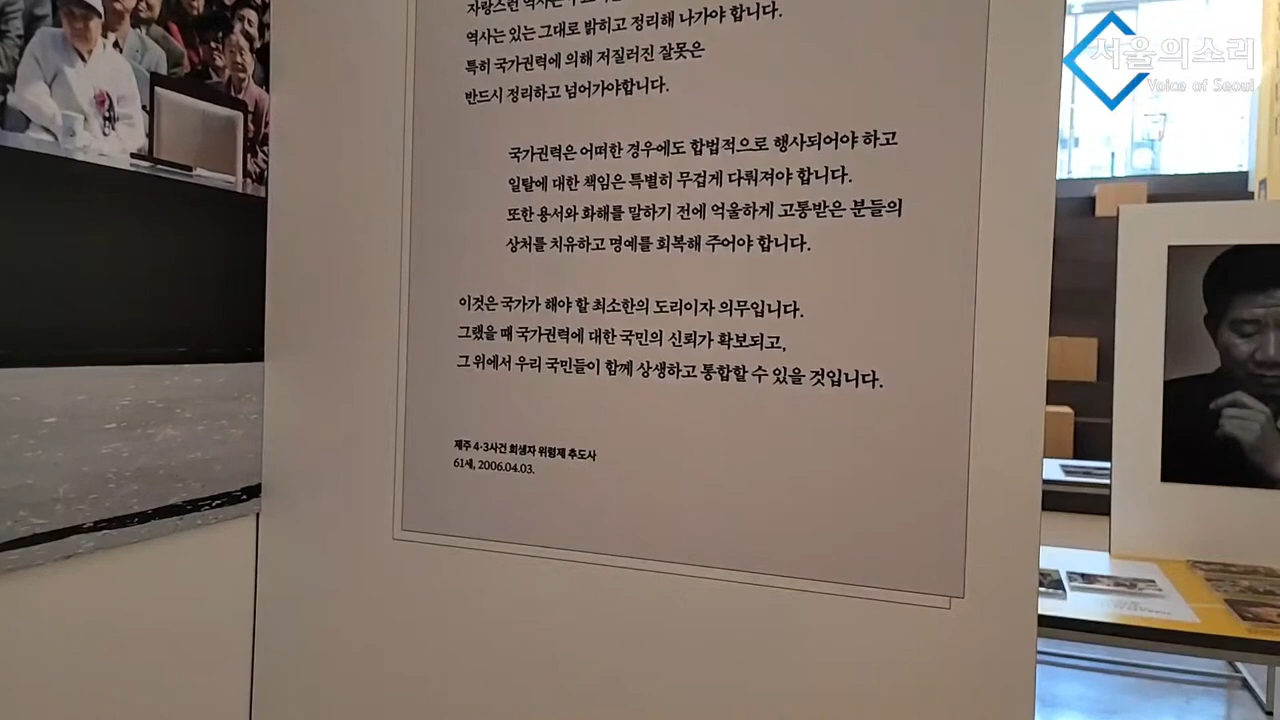 자랑스런 역사는
역사는 있는 그대로 밝히고 정리해 나가야 합니다.
특히 국가권력에 의해 저질러진 잘못은
반드시 정리하고 넘어가야합니다.
국가권력은 어떠한 경우에도 합법적으로 행사되어야 하고
일탈에 대한 책임은 특별히 무겁게 다뤄져야 합니다.
또한 용서와 화해를 말하기 전에 억울하게 고통받은 분들의
상처를 치유하고 명예를 회복해 주어야 합니다.
이것은 국가가 해야 할 최소한의 도리이자 의무입니다.
그랬을 때 국가권력에 대한 국민의 신뢰가 확보되고,
그 위에서 우리 국민들이 함께 상생하고 통합할 수 있을 것입니다.
제주 4·3사건 희생자 위령제 추도사
61세, 2006.04.03.
서울의소리
Voice of Seoul